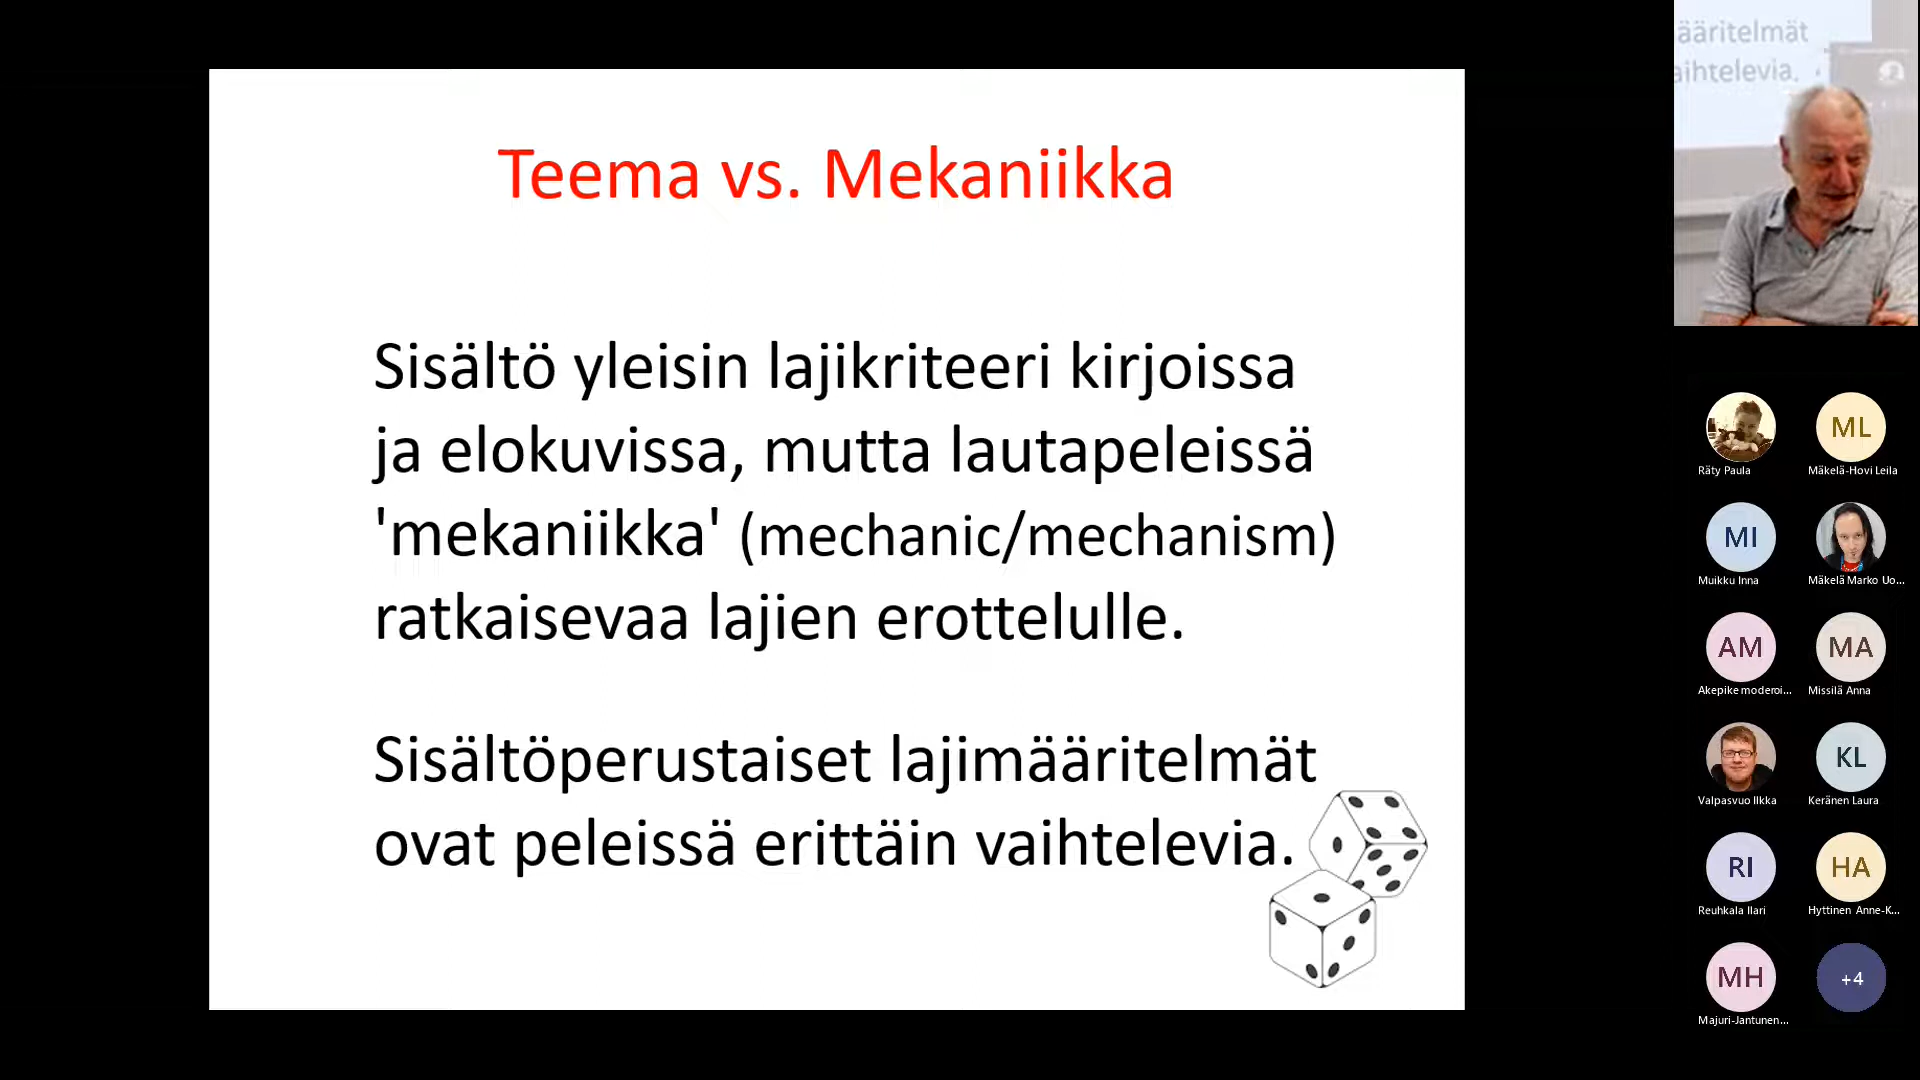 Teema vs. Mekaniikka
Sisältö yleisin lajikriteeri kirjoissa
ja elokuvissa, mutta lautapeleissä
'mekaniikka' (mechanic/mechanism)
ratkaisevaa lajien erottelulle.
Sisältöperustaiset lajimääritelmät
ovat peleissä erittäin vaihtelevia.
ääritelmät
aihtelevia.
Räty Paula
ML
Mäkelä-Hovi Leila
MI
Muikku Inna
Mäkelä Marko Uo...
AM
Akepike moderoi...
MA
Missilä Anna
Valpasvuo Ilkka
KL
Keränen Laura
RI
Reuhkala Ilari
HA
Hyttinen Anne-K...
MH
Majuri-Jantunen...
+4